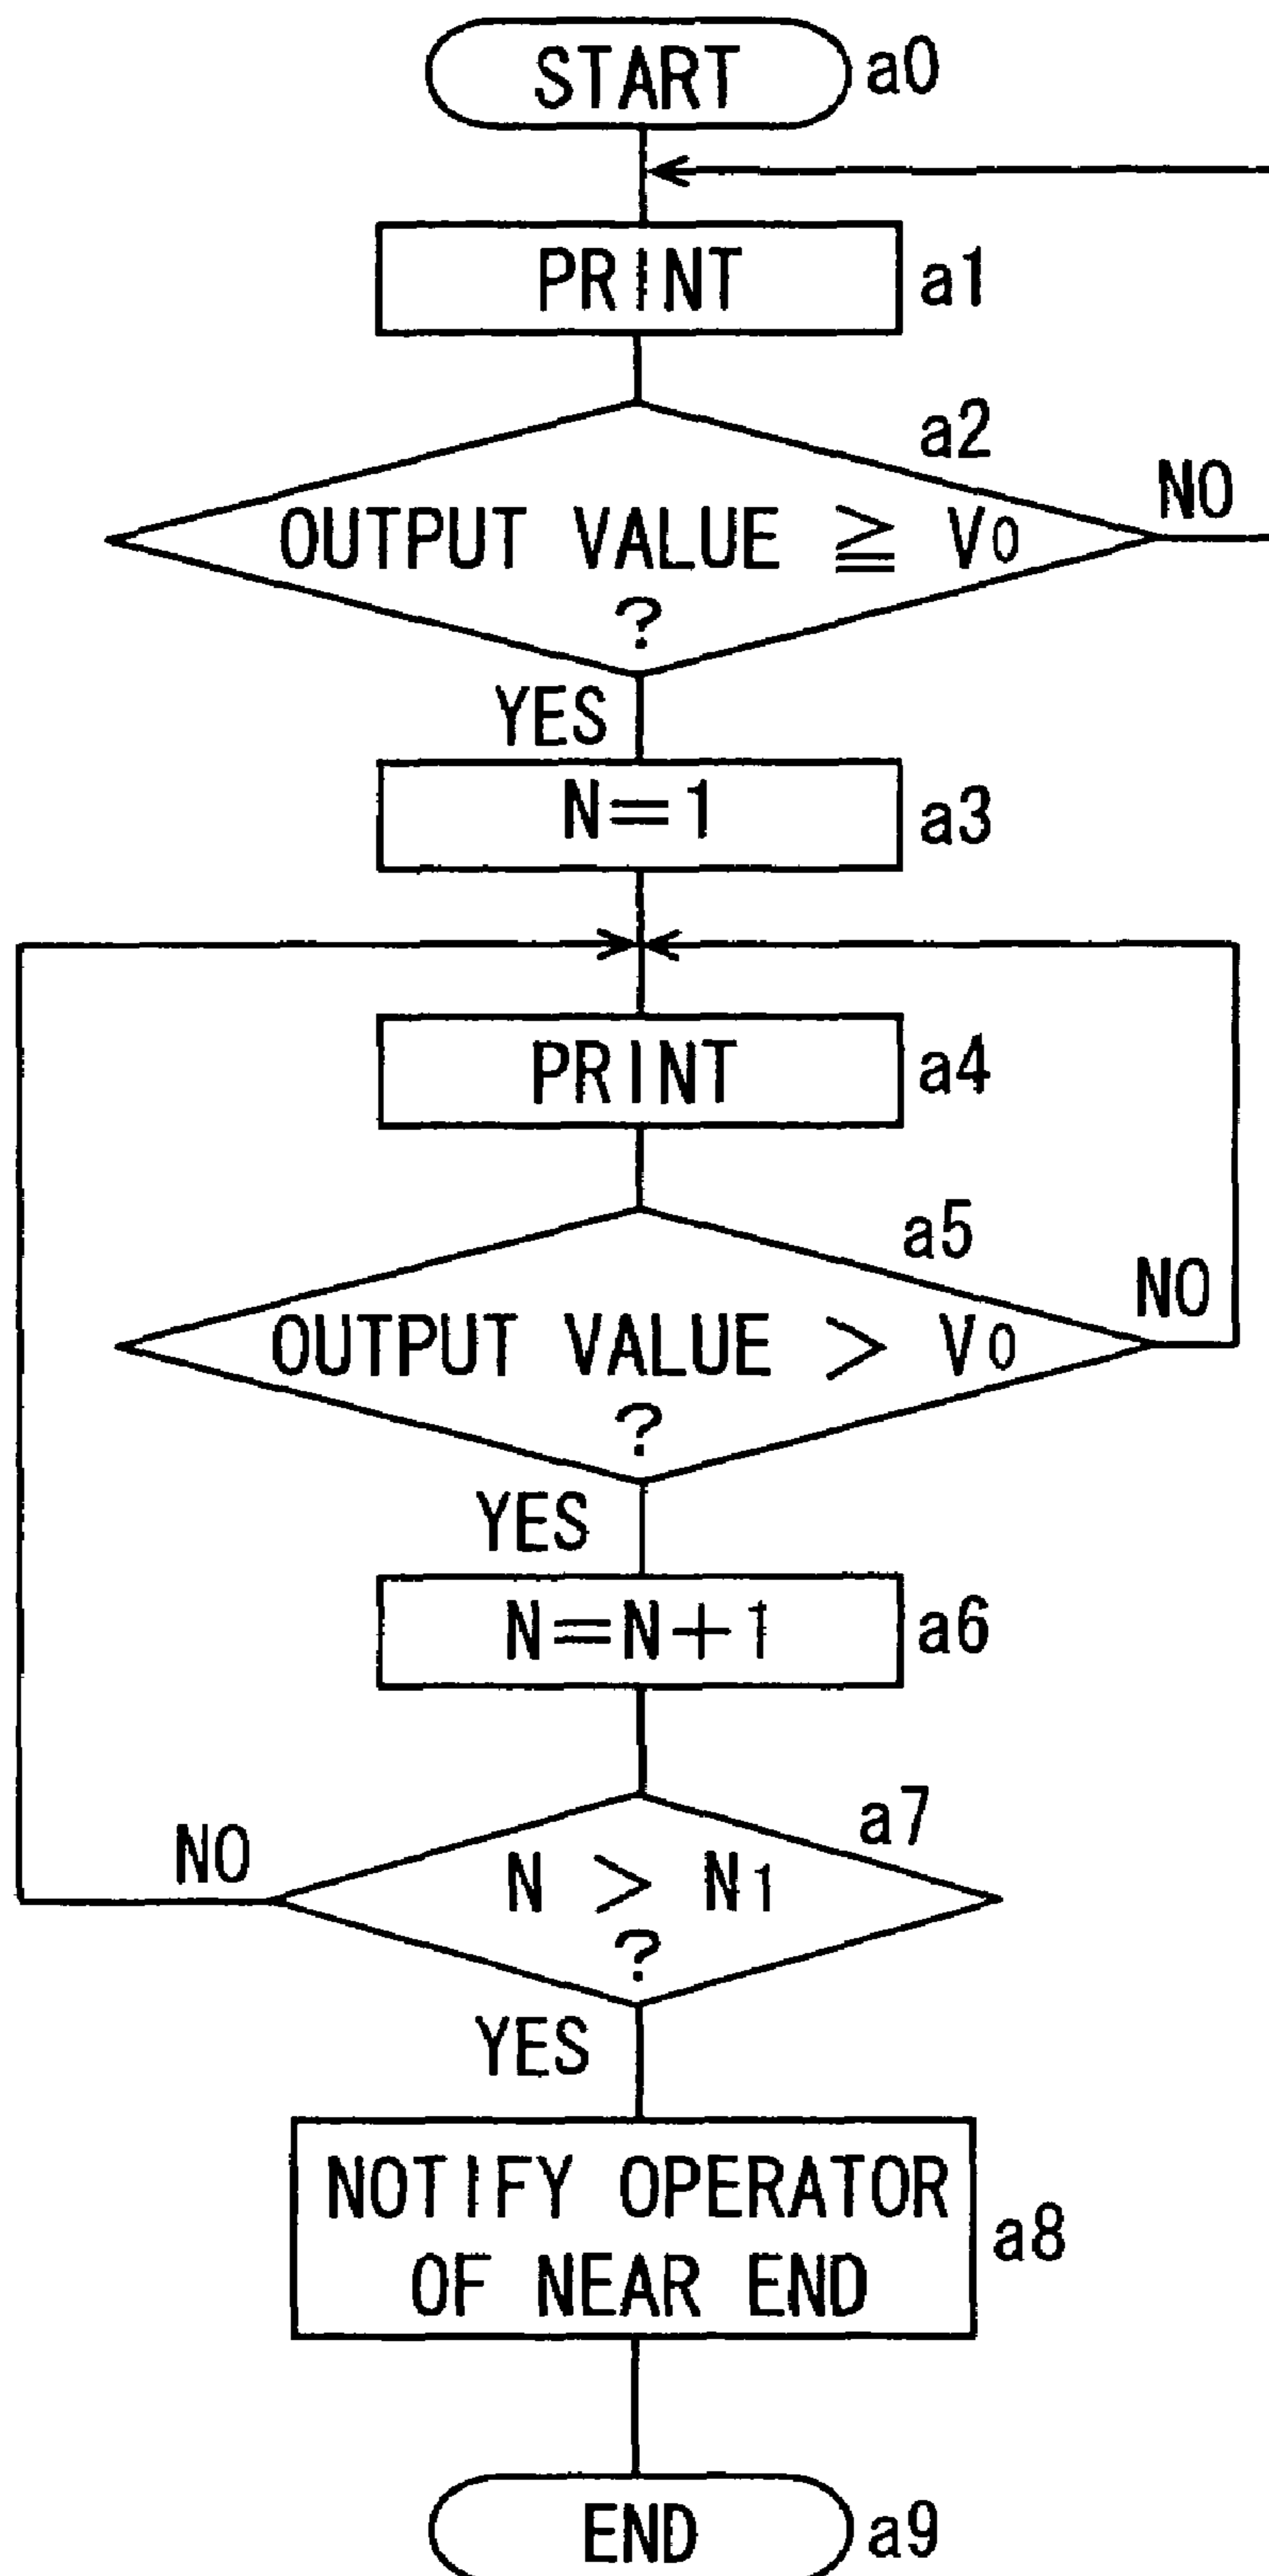 START a0
PRINT a1
a2
NO
OUTPUT VALUE ≧ V0
?
YES
N=1 a3
PRINT a4
a5
NO
OUTPUT VALUE > V0
?
YES
N=N+1 a6
a7
NO
N > N1
?
YES
NOTIFY OPERATOR
OF NEAR END
a8
END a9